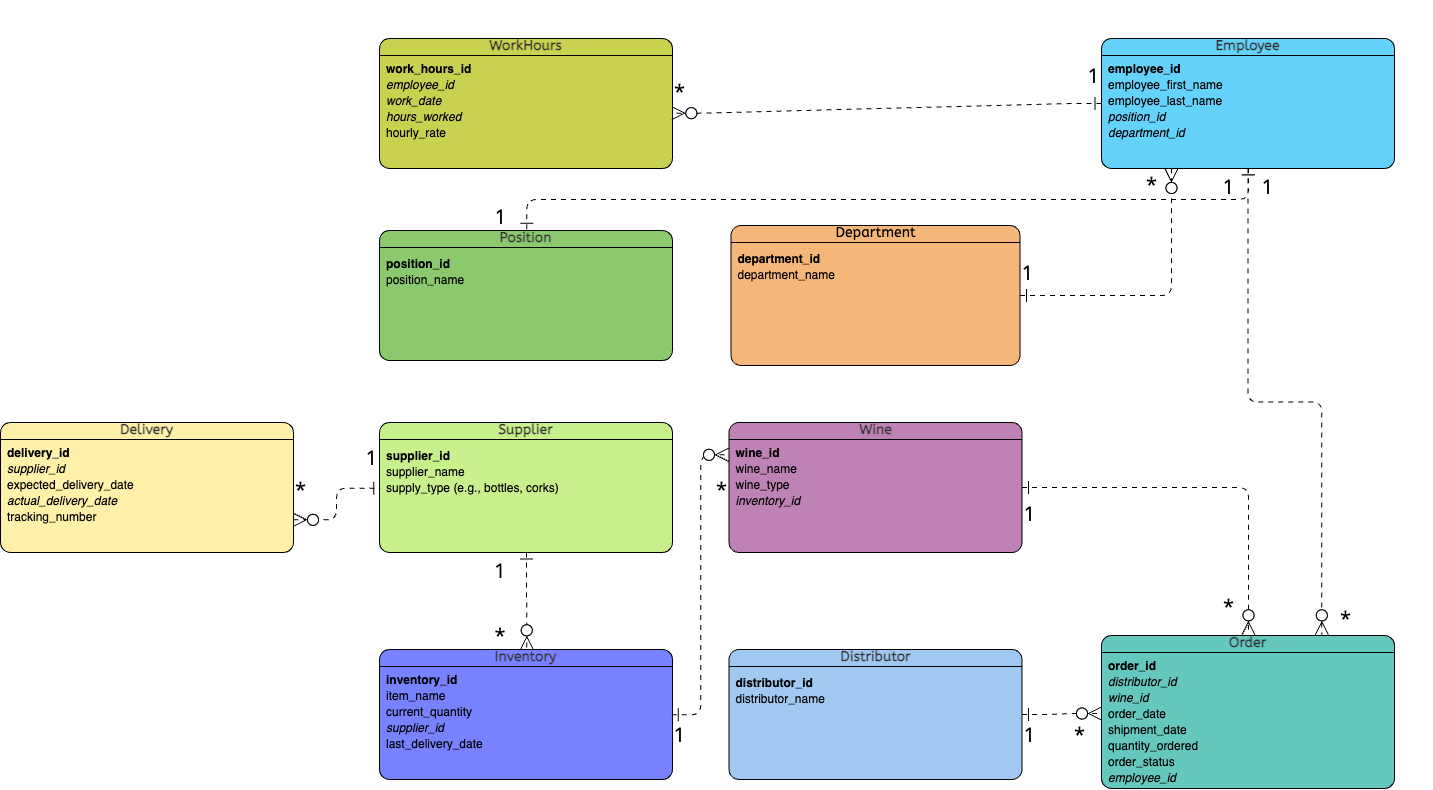 WorkHours
work_hours_id
employee_id
work_date
hours_worked
hourly_rate
*
1
Employee
employee_id
employee_first_name
employee_last_name
position_id
department_id
*
1
1
1
Position
position_id
position_name
Department
department_id
department_name
1
Delivery
delivery_id
supplier_id
expected_delivery_date
actual_delivery_date
tracking_number
*
1
Supplier
supplier_id
supplier_name
supply_type (e.g., bottles, corks)
1
*
Wine
wine_id
wine_name
wine_type
inventory_id
*
1
*
*
Inventory
inventory_id
item_name
current_quantity
supplier_id
last_delivery_date
1
Distributor
distributor_id
distributor_name
1
*
Order
order_id
distributor_id
wine_id
order_date
shipment_date
quantity_ordered
order_status
employee_id